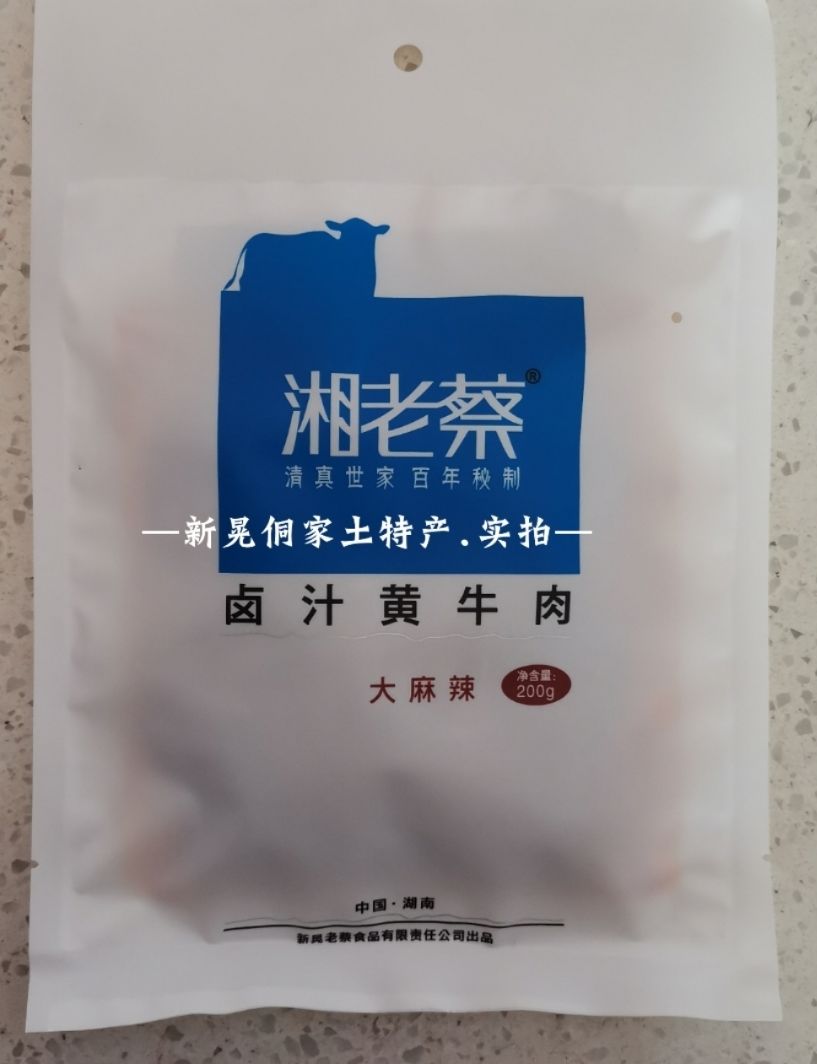 湘老蔡®
清真世家 百年秘制
—新晃侗家土特产.实拍—
卤汁黄牛肉
大麻辣
净含量:
200g
中国·湖南
新晃老蔡食品有限责任公司出品